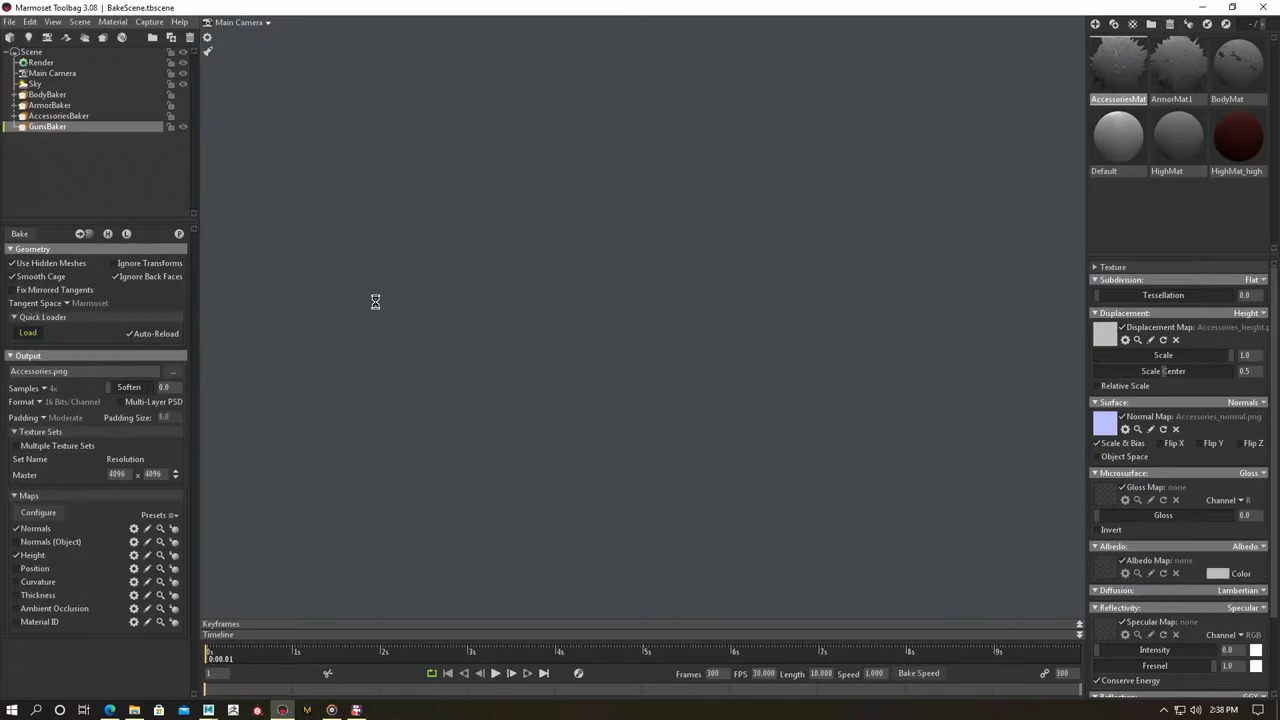 Marmoset Toolbag 3.08 - BakeScene.tbscene
File Edit View Scene Material Capture Help
Main Camera
Scene
Render
Main Camera
Sky
BodyBaker
ArmorBaker
AccessoriesBaker
GunsBaker
Bake H L P
Geometry
Use Hidden Meshes Ignore Transforms
Smooth Cage Ignore Back Faces
Fix Mirrored Tangents
Tangent Space Marmoset
Quick Loader
Load Auto-Reload
Output
Accessories.png ...
Samples 4x Soften 0.0
Format 16 Bits/Channel Multi-Layer PSD
Padding Moderate Padding Size: 8.0
Texture Sets
Multiple Texture Sets
Set Name Resolution
Master 4096 x 4096
Maps
Configure Presets
Normals
Normals (Object)
Height
Position
Curvature
Thickness
Ambient Occlusion
Material ID
Keyframes
Timeline
0s 1s 2s 3s 4s 5s 6s 7s 8s 9s
0:00.01
1 Frames 300 FPS 30.000 Length 10.000 Speed 1.000 Bake Speed 300
AccessoriesMat ArmorMat1 BodyMat
Default HighMat HighMat_high
Texture
Subdivision: Flat
Tessellation 0.0
Displacement: Height
Displacement Map: Accessories_height.p
Scale 1.0
Scale Center 0.5
Relative Scale
Surface: Normals
Normal Map: Accessories_normal.png
Scale & Bias Flip X Flip Y Flip Z
Object Space
Microsurface: Gloss
Gloss Map: none
Channel R
Gloss 0.0
Invert
Albedo: Albedo
Albedo Map: none
Color
Diffusion: Lambertian
Reflectivity: Specular
Specular Map: none
Channel RGB
Intensity 0.0
Fresnel 1.0
Conserve Energy
2:38 PM